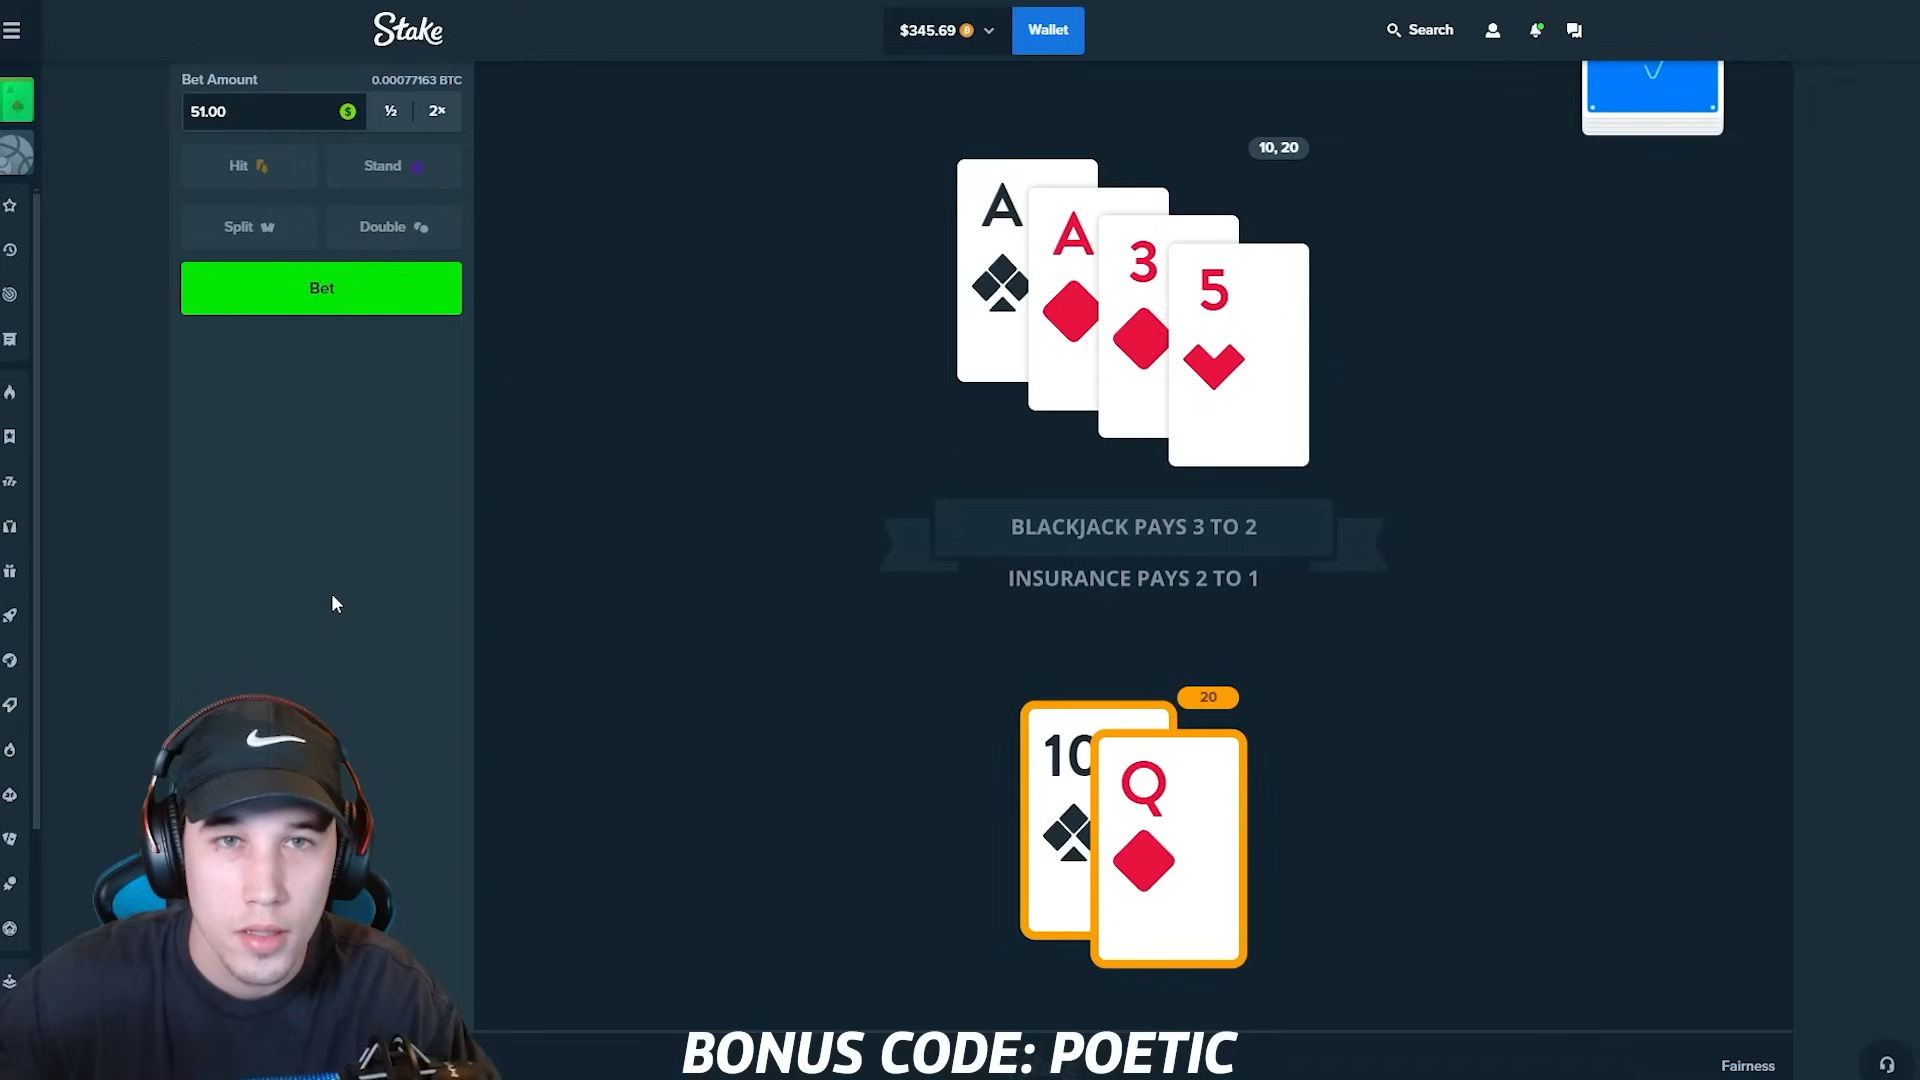 Stake
$345.69
Wallet
Search
Bet Amount
0.00077163 BTC
51.00
½
2×
Hit
Stand
Split
Double
Bet
10, 20
A
A
3
5
BLACKJACK PAYS 3 TO 2
INSURANCE PAYS 2 TO 1
20
10
Q
BONUS CODE: POETIC
Fairness